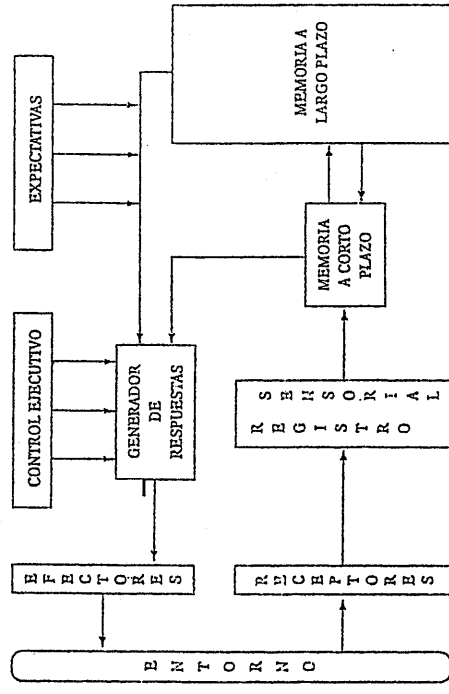 CONTROL EJECUTIVO
EXPECTATIVAS
EFECTORES
GENERADOR
DE
RESPUESTAS
MEMORIA A
LARGO PLAZO
ENTORNO
RECEPTORES
REGISTRO
SENSORIAL
MEMORIA
A CORTO
PLAZO